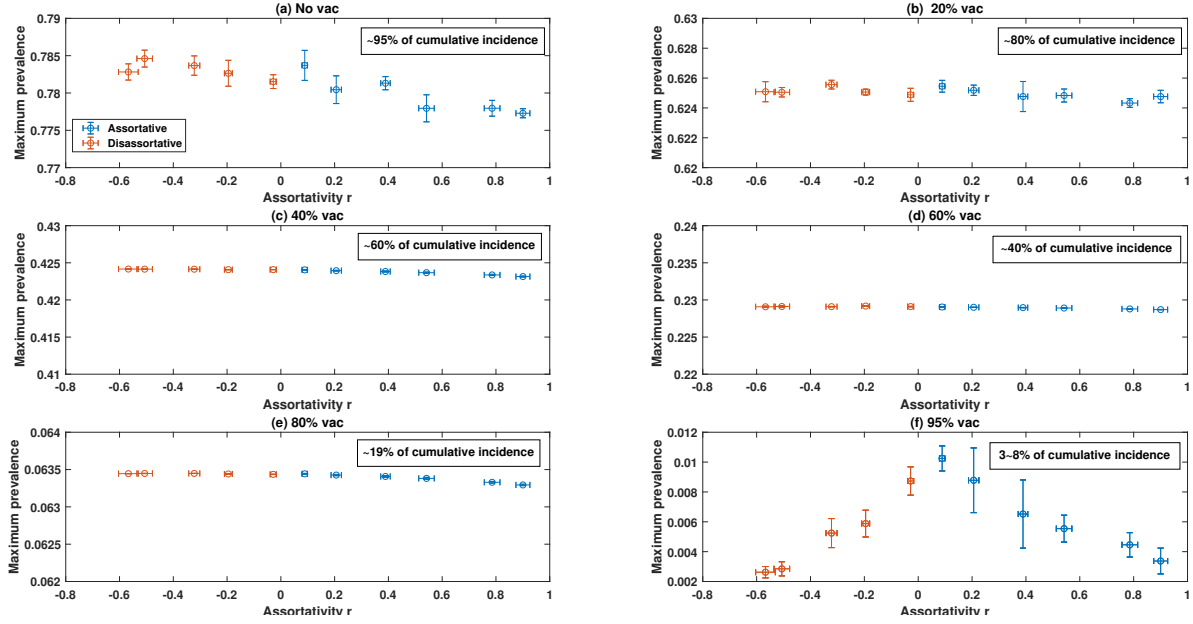 (a) No vac
Maximum prevalence
0.79
0.785
0.78
0.775
0.77
~95% of cumulative incidence
Assortative
Disassortative
-0.8 -0.6 -0.4 -0.2 0 0.2 0.4 0.6 0.8 1
Assortativity r
(b) 20% vac
Maximum prevalence
0.63
0.628
0.626
0.624
0.622
0.62
~80% of cumulative incidence
-0.8 -0.6 -0.4 -0.2 0 0.2 0.4 0.6 0.8 1
Assortativity r
(c) 40% vac
Maximum prevalence
0.43
0.425
0.42
0.415
0.41
~60% of cumulative incidence
-0.8 -0.6 -0.4 -0.2 0 0.2 0.4 0.6 0.8 1
Assortativity r
(d) 60% vac
Maximum prevalence
0.24
0.235
0.23
0.225
0.22
~40% of cumulative incidence
-0.8 -0.6 -0.4 -0.2 0 0.2 0.4 0.6 0.8 1
Assortativity r
(e) 80% vac
Maximum prevalence
0.064
0.0635
0.063
0.0625
0.062
~19% of cumulative incidence
-0.8 -0.6 -0.4 -0.2 0 0.2 0.4 0.6 0.8 1
Assortativity r
(f) 95% vac
Maximum prevalence
0.012
0.01
0.008
0.006
0.004
0.002
3~8% of cumulative incidence
-0.8 -0.6 -0.4 -0.2 0 0.2 0.4 0.6 0.8 1
Assortativity r